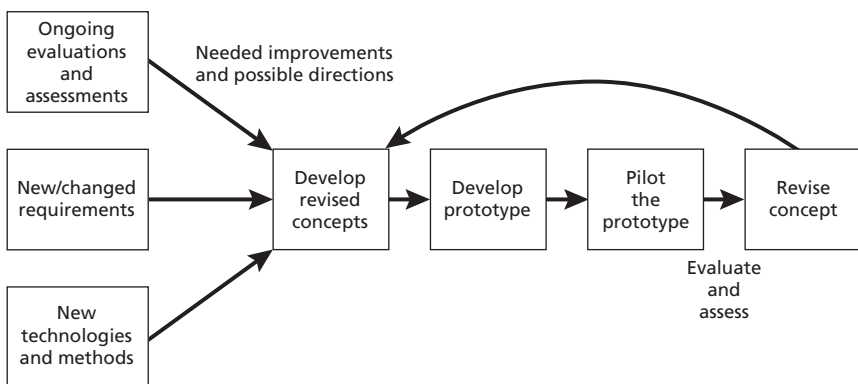 Ongoing
evaluations
and
assessments
Needed improvements
and possible directions
New/changed
requirements
Develop
revised
concepts
Develop
prototype
Pilot
the
prototype
Revise
concept
Evaluate
and
assess
New
technologies
and methods